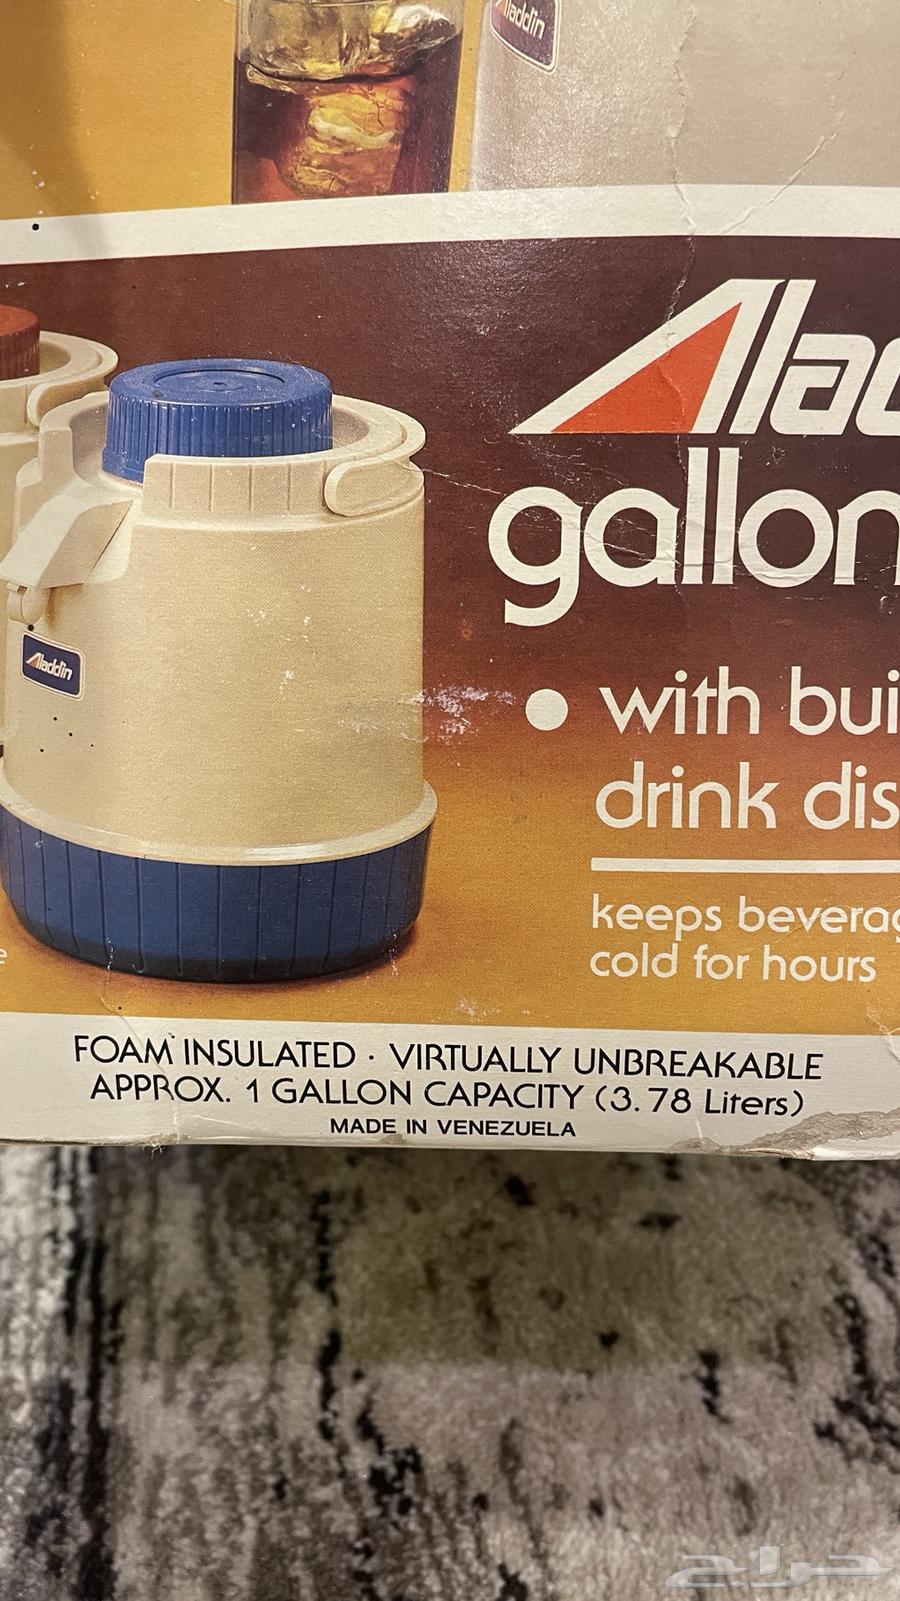 Aladdin
Alad
gallon
Aladdin
• with bui
drink dis
keeps beverag
cold for hours
e
FOAM INSULATED · VIRTUALLY UNBREAKABLE
APPROX. 1 GALLON CAPACITY (3.78 Liters)
MADE IN VENEZUELA
حراج